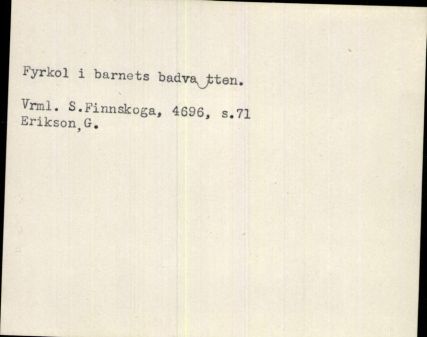 Fyrkol i barnets badvatten.
Vrml. S.Finnskoga, 4696, s.71
Erikson,G.